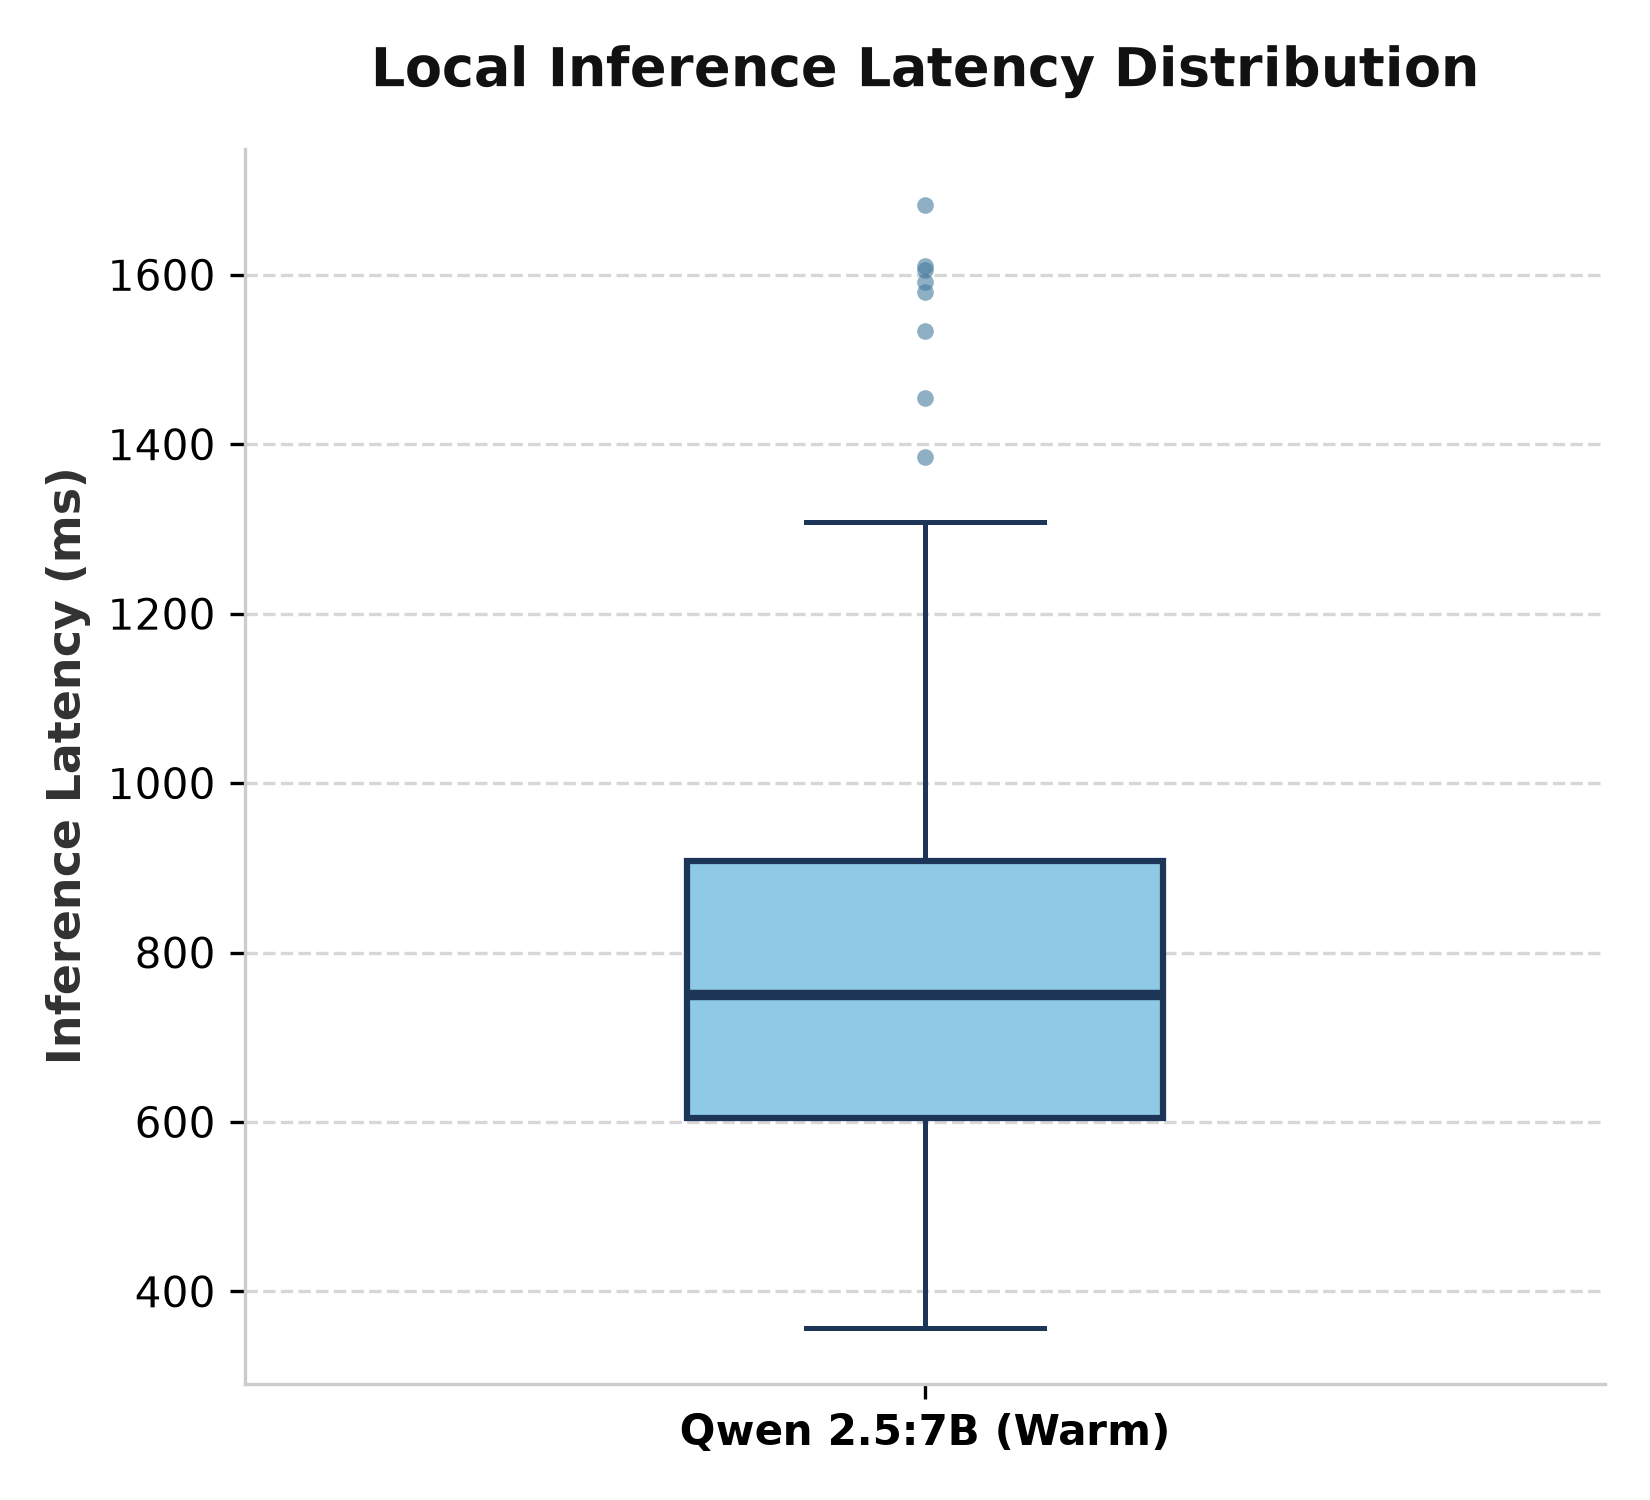 Local Inference Latency Distribution
Inference Latency (ms)
1600
1400
1200
1000
800
600
400
Qwen 2.5:7B (Warm)